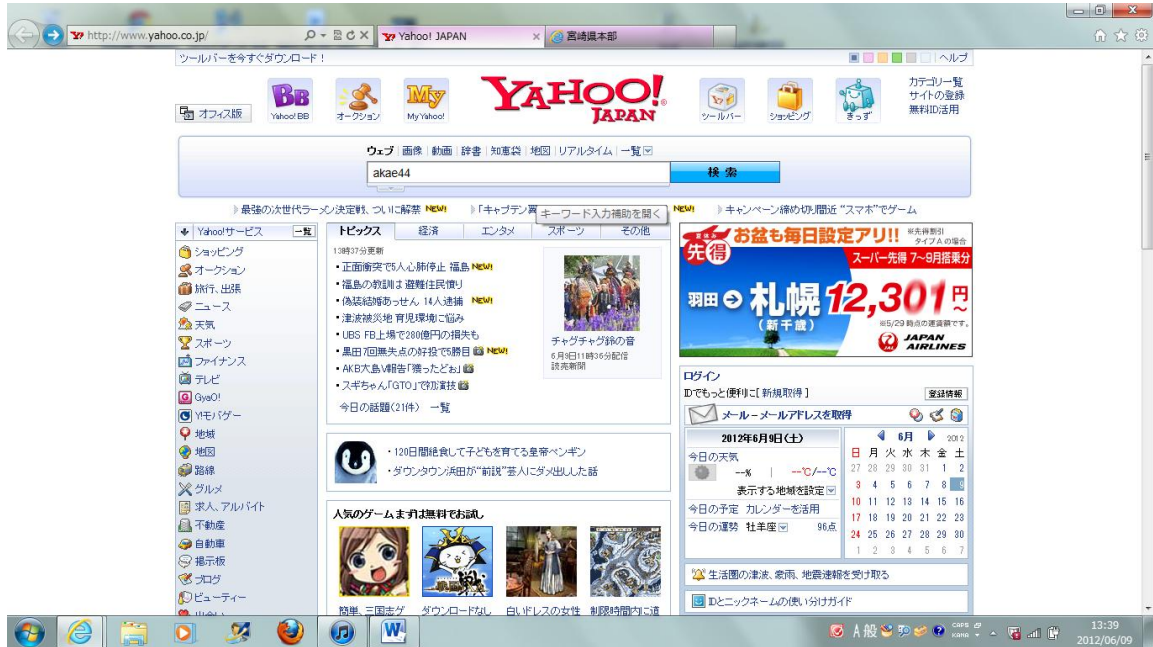 http://www.yahoo.co.jp/
Yahoo! JAPAN
宮崎県本部
ツールバーを今すぐダウンロード!
ヘルプ
オフィス版
BB
Yahoo! BB
オークション
My
My Yahoo!
YAHOO!
JAPAN
ツールバー
ショッピング
きっず
カテゴリ一覧
サイトの登録
無料ID活用
ウェブ 画像 動画 辞書 知恵袋 地図 リアルタイム 一覧
akae44
検索
キーワード入力補助を開く
最強の次世代ラーメン決定戦、ついに解禁 NEW!
「キャプテン翼
NEW!
キャンペーン締め切り間近 “スマホ”でゲーム
Yahoo!サービス 一覧
ショッピング
オークション
旅行、出張
ニュース
天気
スポーツ
ファイナンス
テレビ
GyaO!
Y!モバゲー
地域
地図
路線
グルメ
求人、アルバイト
不動産
自動車
掲示板
ブログ
ビューティー
出会い
トピックス 経済 エンタメ スポーツ その他
13時37分更新
正面衝突で5人心肺停止 福島 NEW!
福島の教訓は 避難住民憤り
偽装結婚あっせん 14人逮捕 NEW!
津波被災地 育児環境に悩み
UBS FB上場で280億円の損失も
黒田7回無失点の好投で5勝目 NEW!
AKB大島V報告「獲ったどぉ」
スギちゃん「GTO」で初演技
今日の話題(21件) 一覧
チャグチャグ鈴の音
6月9日11時36分配信
読売新聞
120日間絶食して子どもを育てる皇帝ペンギン
ダウンタウン浜田が“前説”芸人にダメ出しした話
人気のゲーム まずは無料でお試し
簡単、三国志ゲ
ダウンロードなし
白いドレスの女性
制限時間内に道
先得
お盆も毎日設定アリ!!
※先得割引
タイプAの場合
スーパー先得 7~9月搭乗分
羽田 札幌 12,301円~
(新千歳)
※5/29時点の運賃額です。
JAPAN
AIRLINES
ログイン
IDでもっと便利に[ 新規取得 ]
登録情報
メール - メールアドレスを取得
2012年6月9日(土)
今日の天気
--% | --℃/--℃
表示する地域を設定
今日の予定 カレンダーを活用
今日の運勢 牡羊座 96点
6月 2012
日 月 火 水 木 金 土
27 28 29 30 31 1 2
3 4 5 6 7 8 9
10 11 12 13 14 15 16
17 18 19 20 21 22 23
24 25 26 27 28 29 30
1 2 3 4 5 6 7
生活圏の津波、豪雨、地震速報を受け取る
IDとニックネームの使い分けガイド
A 般
CAPS
KANA
13:39
2012/06/09